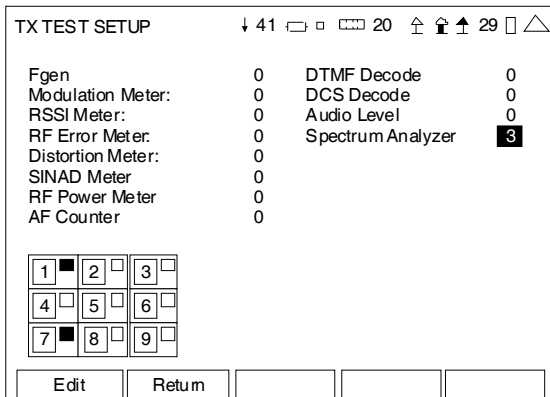 TX TEST SETUP ↓ 41 20 29
Fgen 0 DTMF Decode 0
Modulation Meter: 0 DCS Decode 0
RSSI Meter: 0 Audio Level 0
RF Error Meter: 0 Spectrum Analyzer 3
Distortion Meter: 0
SINAD Meter 0
RF Power Meter 0
AF Counter 0
1 2 3
4 5 6
7 8 9
Edit Return